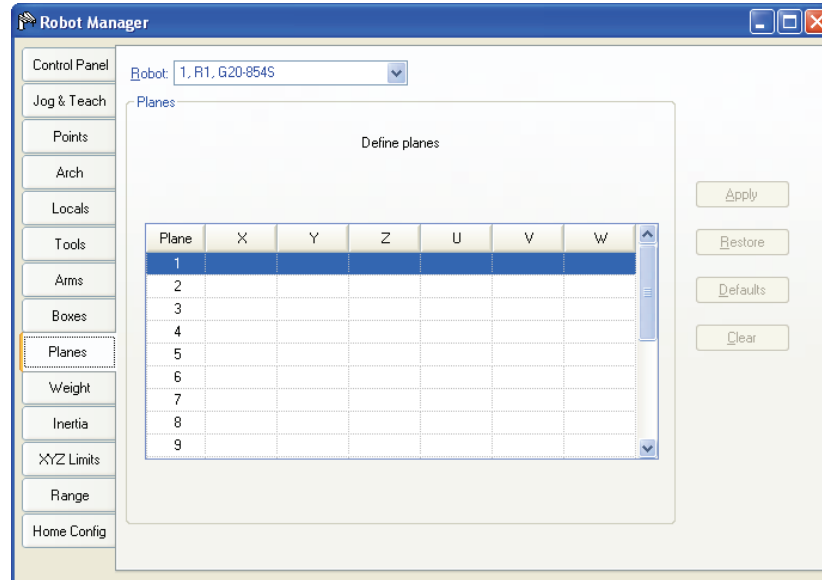 Robot Manager
Control Panel
Jog & Teach
Points
Arch
Locals
Tools
Arms
Boxes
Planes
Weight
Inertia
XYZ Limits
Range
Home Config
Robot: 1, R1, G20-854S
Planes
Define planes
Plane X Y Z U V W
1
2
3
4
5
6
7
8
9
Apply
Restore
Defaults
Clear